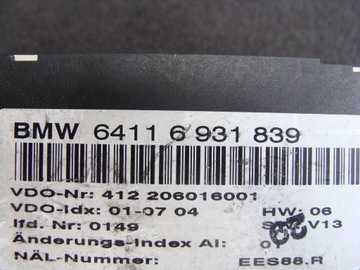 BMW 6411 6 931 839
VDO-Nr: 412 206016001
VDO-Idx: 01-07 04 HW: 06
lfd. Nr: 0149 V13
Änderungs-Index AI:
NÄL-Nummer: EES88.R